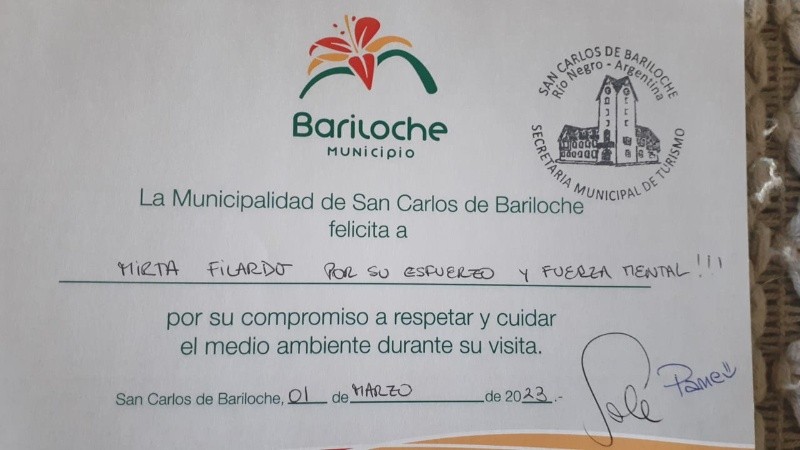 Bariloche
MUNICIPIO
SAN CARLOS DE BARILOCHE
Río Negro - Argentina
SECRETARIA MUNICIPAL DE TURISMO
La Municipalidad de San Carlos de Bariloche
felicita a
MIRTA FILARDO POR SU ESFUERZO Y FUERZA MENTAL!!!
por su compromiso a respetar y cuidar
el medio ambiente durante su visita.
San Carlos de Bariloche, 01 de MARZO de 2023.-
Solé